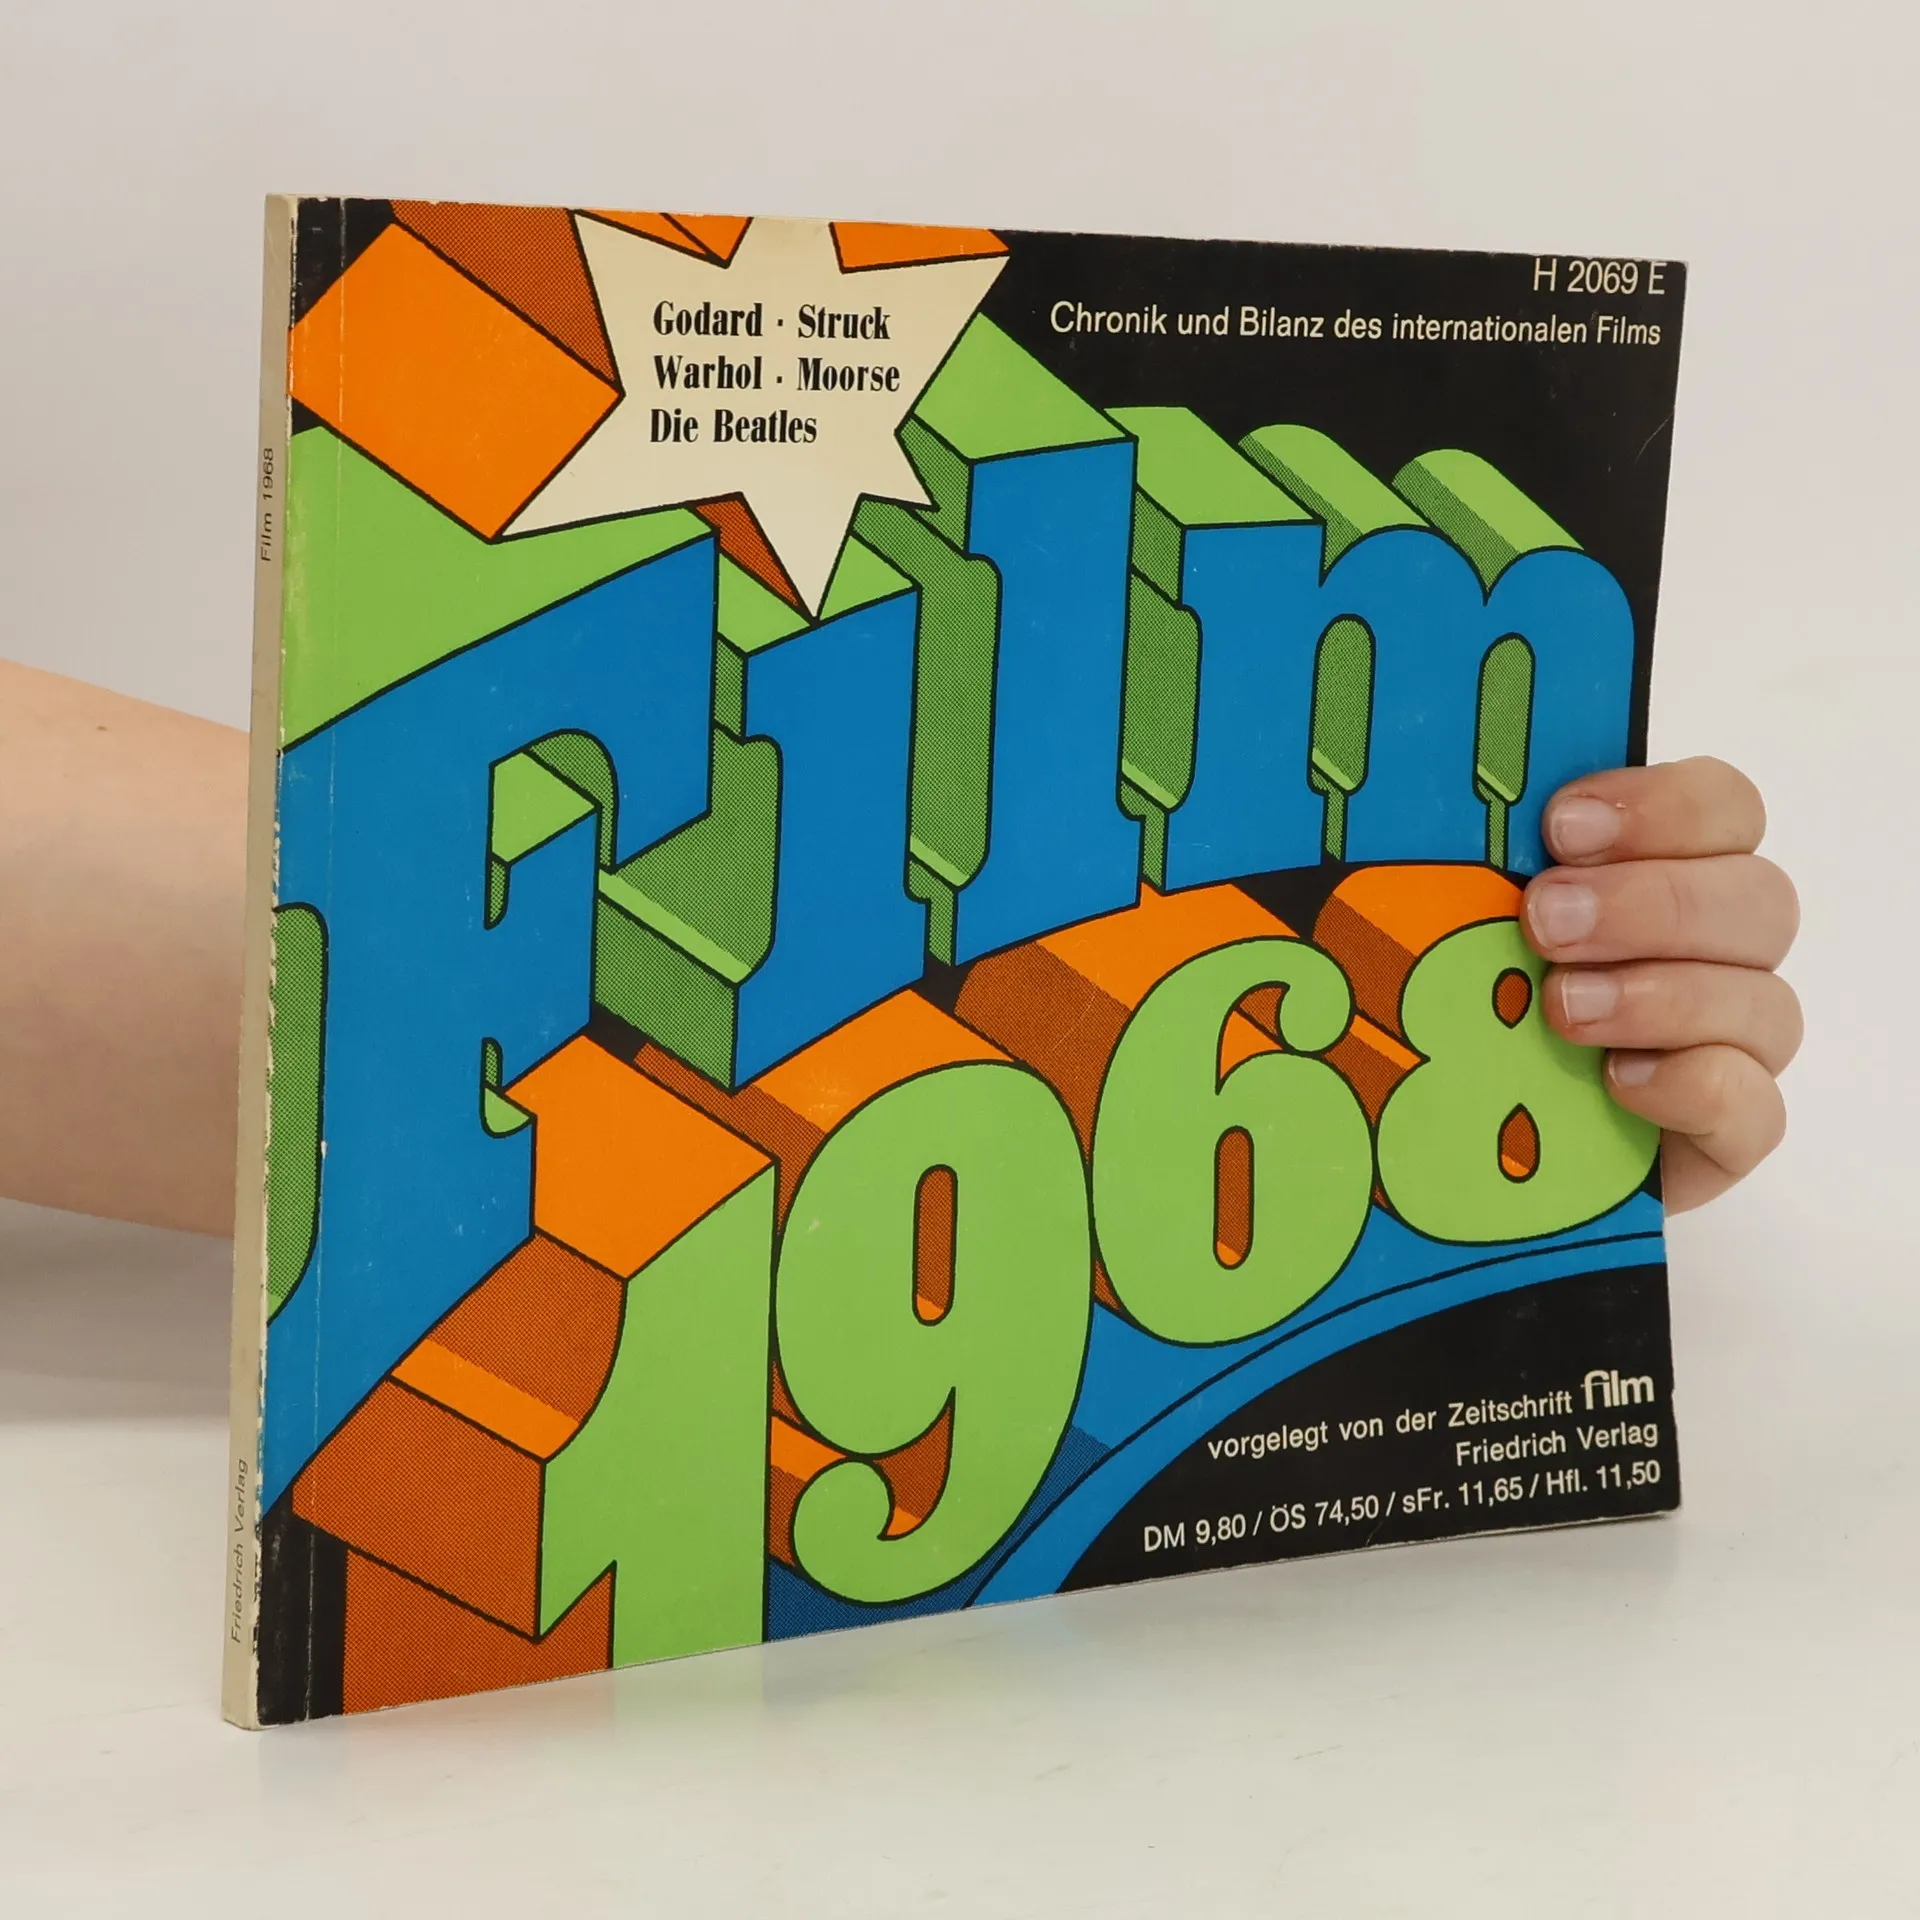 H 2069 E
Chronik und Bilanz des internationalen Films
Godard · Struck
Warhol · Moorse
Die Beatles
Film
1968
vorgelegt von der Zeitschrift film
Friedrich Verlag
DM 9,80 / ÖS 74,50 / sFr. 11,65 / Hfl. 11,50
Film 1968
Friedrich Verlag